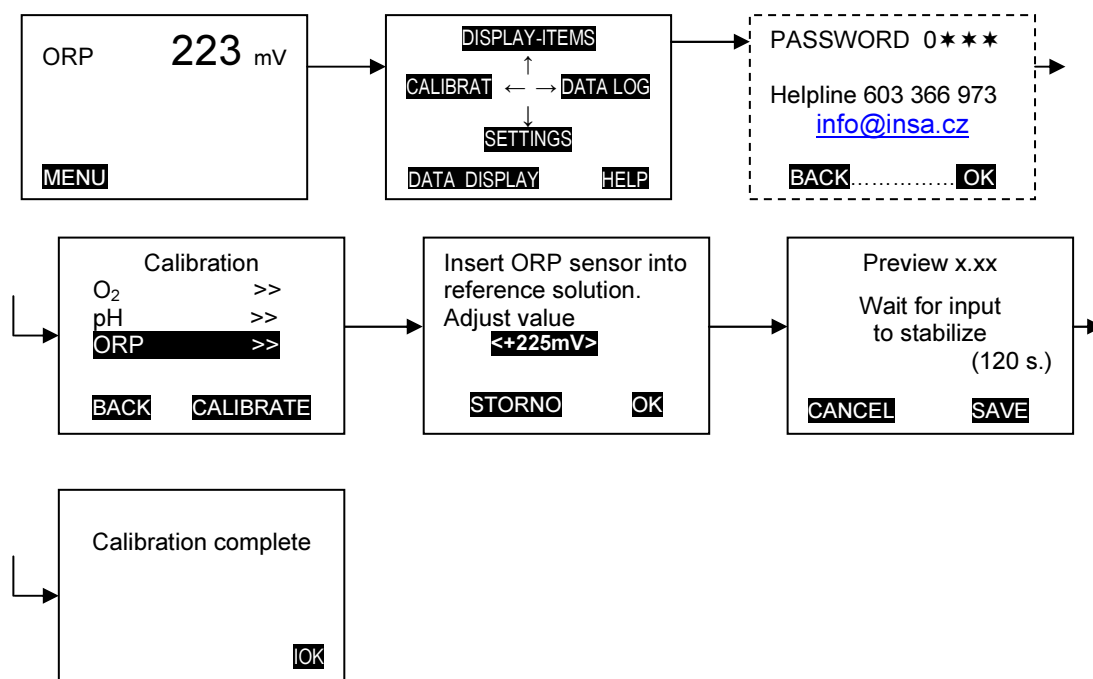 ORP 223 mV
MENU
DISPLAY-ITEMS
↑
CALIBRAT ← → DATA LOG
↓
SETTINGS
DATA DISPLAY HELP
PASSWORD 0✶✶✶
Helpline 603 366 973
info@insa.cz
BACK…………… OK
Calibration
O₂ >>
pH >>
ORP >>
BACK CALIBRATE
Insert ORP sensor into
reference solution.
Adjust value
<+225mV>
STORNO OK
Preview x.xx
Wait for input
to stabilize
(120 s.)
CANCEL SAVE
Calibration complete
IOK